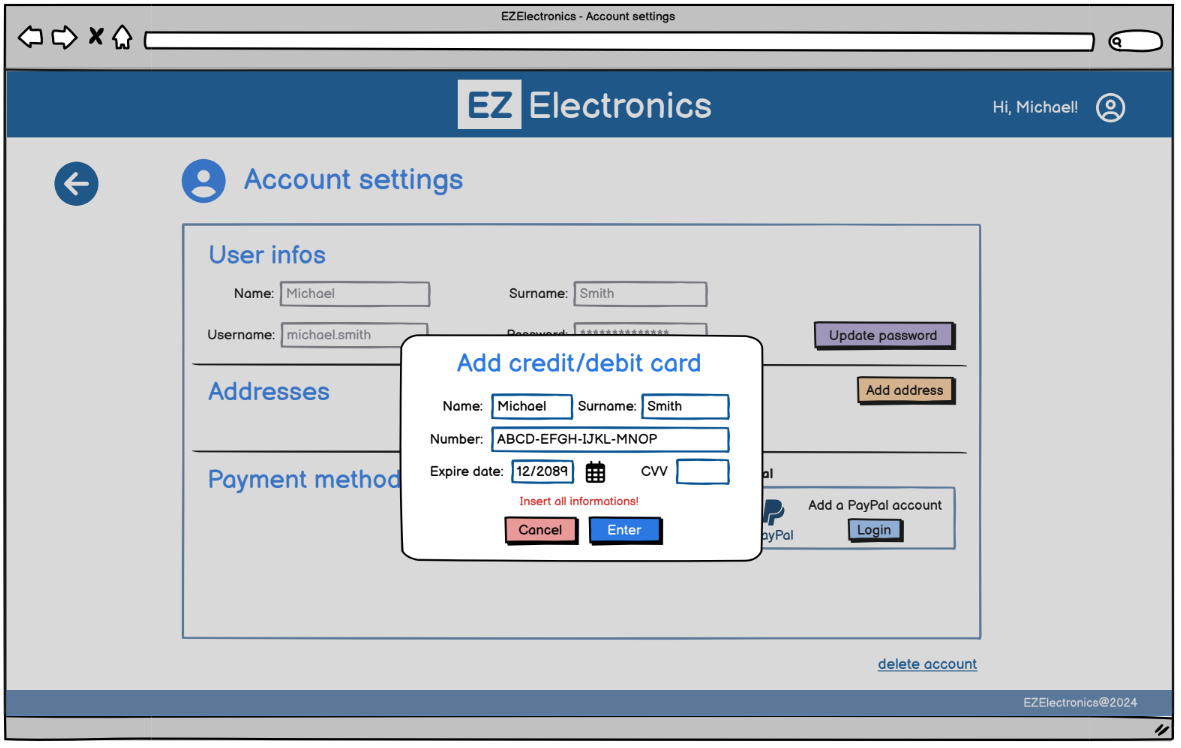 EZElectronics - Account settings
EZ Electronics
Hi, Michael!
Account settings
User infos
Name: Michael Surname: Smith
Username: michael.smith Password: ************** Update password
Addresses Add address
Payment method
Add credit/debit card
Name: Michael Surname: Smith
Number: ABCD-EFGH-IJKL-MNOP
Expire date: 12/2089 CVV
Insert all informations!
Cancel Enter
al
Add a PayPal account
ayPal Login
delete account
EZElectronics@2024